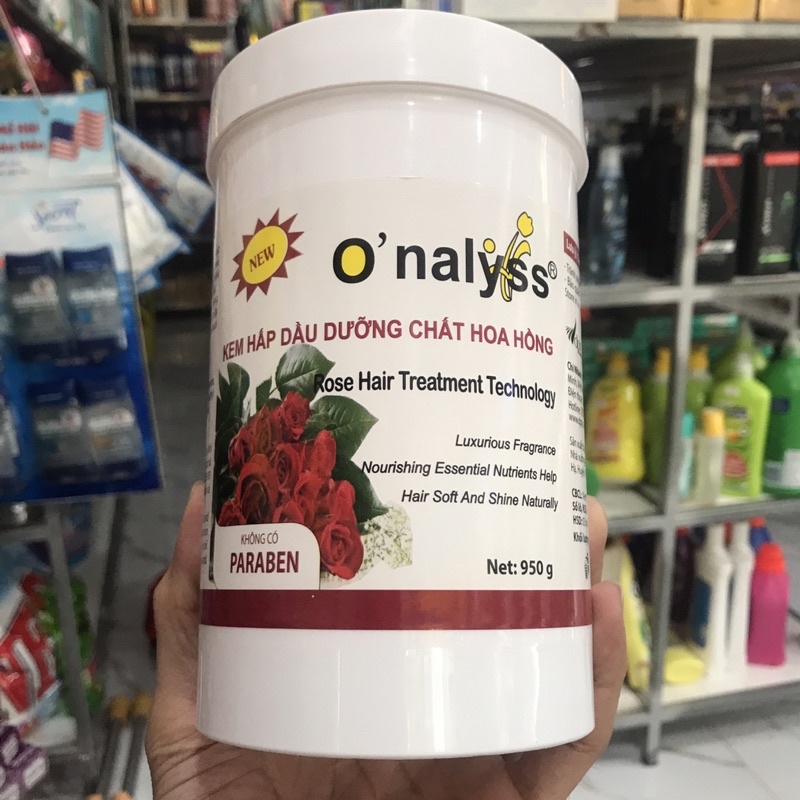 NEW
O'nalyss®
KEM HẤP DẦU DƯỠNG CHẤT HOA HỒNG
Rose Hair Treatment Technology
Luxurious Fragrance
Nourishing Essential Nutrients Help
Hair Soft And Shine Naturally
KHÔNG CÓ
PARABEN
Net: 950 g
Secret